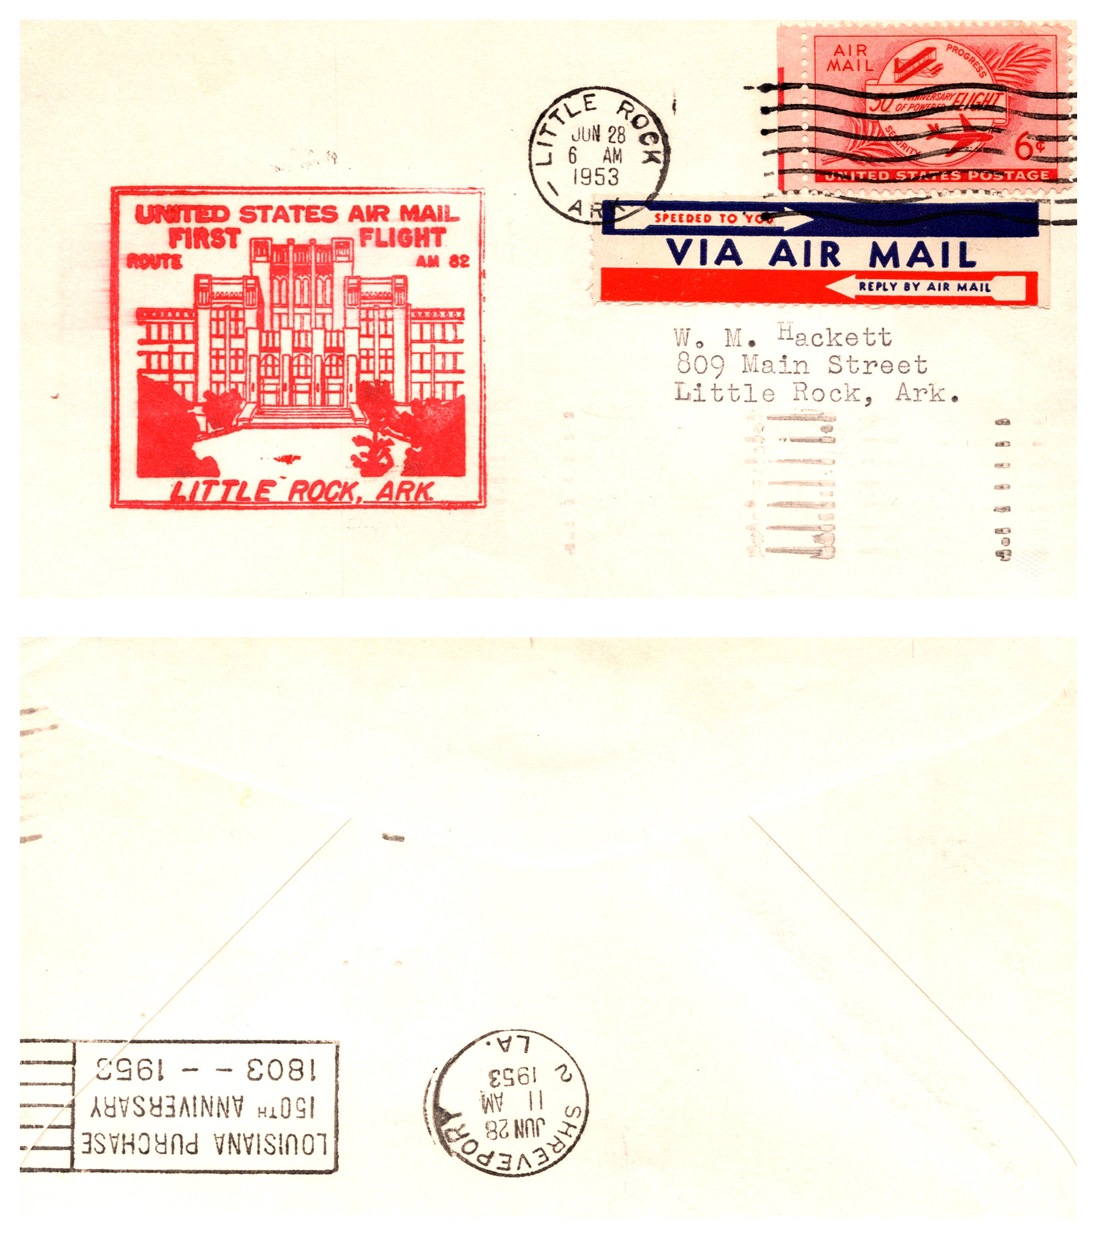 LITTLE ROCK
JUN 28
6 AM
1953
ARK
AIR
MAIL
PROGRESS
50TH ANNIVERSARY
OF POWERED FLIGHT
SECURITY
6¢
UNITED STATES POSTAGE
SPEEDED TO YOU
VIA AIR MAIL
REPLY BY AIR MAIL
UNITED STATES AIR MAIL
FIRST FLIGHT
ROUTE AM 82
LITTLE ROCK, ARK.
W. M. Hackett
809 Main Street
Little Rock, Ark.
LOUISIANA PURCHASE
150TH ANNIVERSARY
1803 - - 1953
SHREVEPORT 2
JUN 28
11 AM
1953
LA.